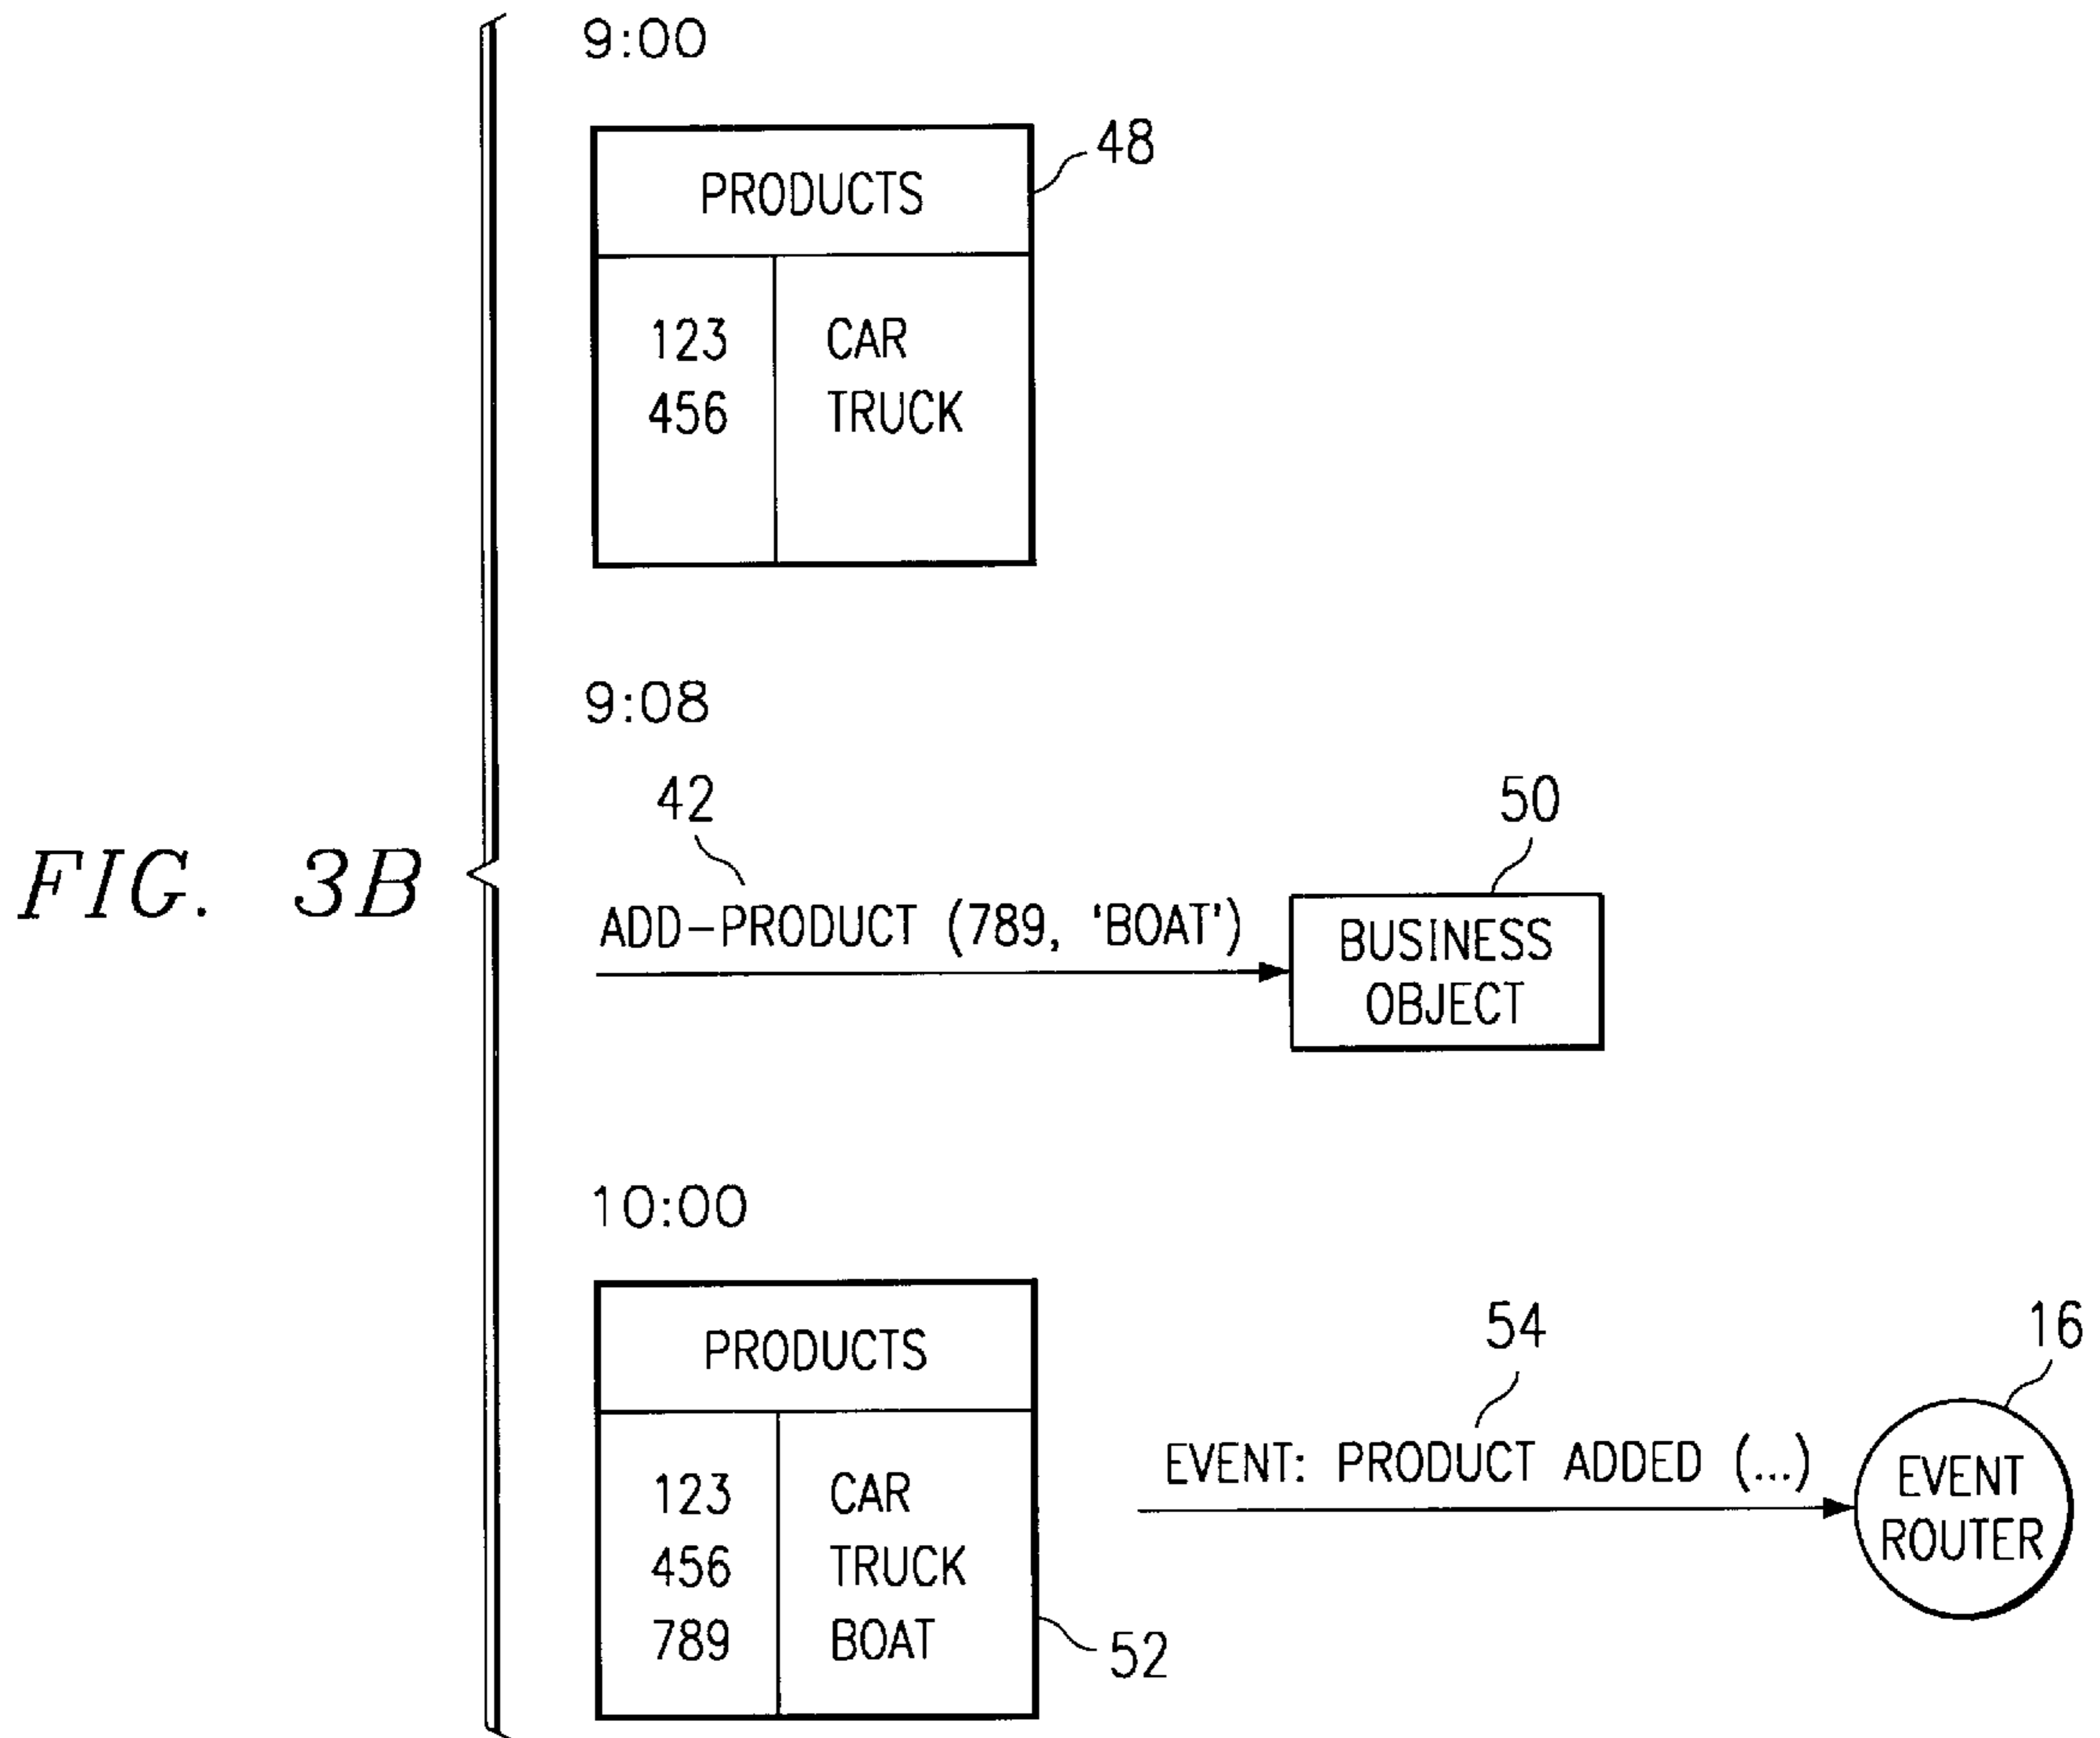 9:00
48
PRODUCTS
123 CAR
456 TRUCK
9:08
42
50
FIG. 3B
ADD-PRODUCT (789, 'BOAT')
BUSINESS
OBJECT
10:00
PRODUCTS
54
16
EVENT: PRODUCT ADDED (...)
EVENT
ROUTER
123 CAR
456 TRUCK
789 BOAT
52